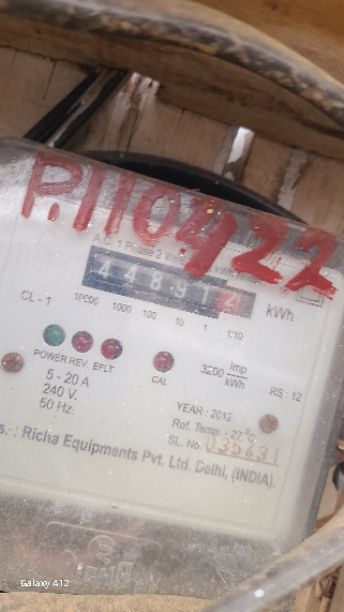 P.110422
A.C. 1 Phase 2 W
448912
kWh
CL - 1
10000 1000 100 10 1 1/10
POWER REV. EFLT
CAL
3200 Imp/kWh
5 - 20 A
240 V.
50 Hz.
RS : 12
YEAR : 2012
Ref. Temp. - 27°C
SL. No. 035631
s. : Richa Equipments Pvt. Ltd. Delhi, (INDIA).
Galaxy A12